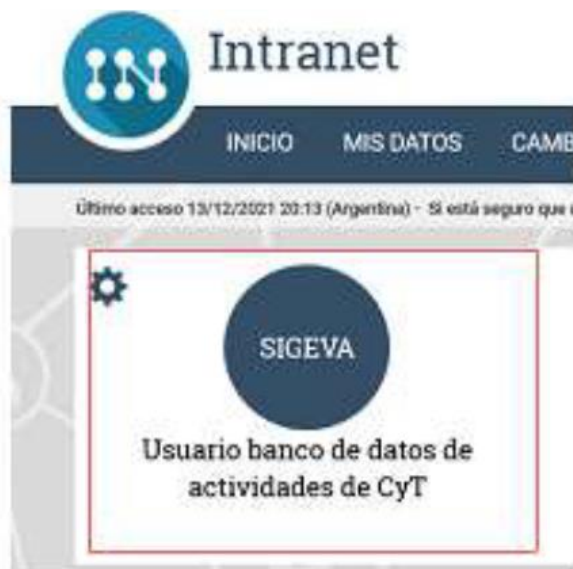 Intranet
INICIO MIS DATOS CAMB
Último acceso 13/12/2021 20:13 (Argentina) - Si está seguro que
SIGEVA
Usuario banco de datos de
actividades de CyT